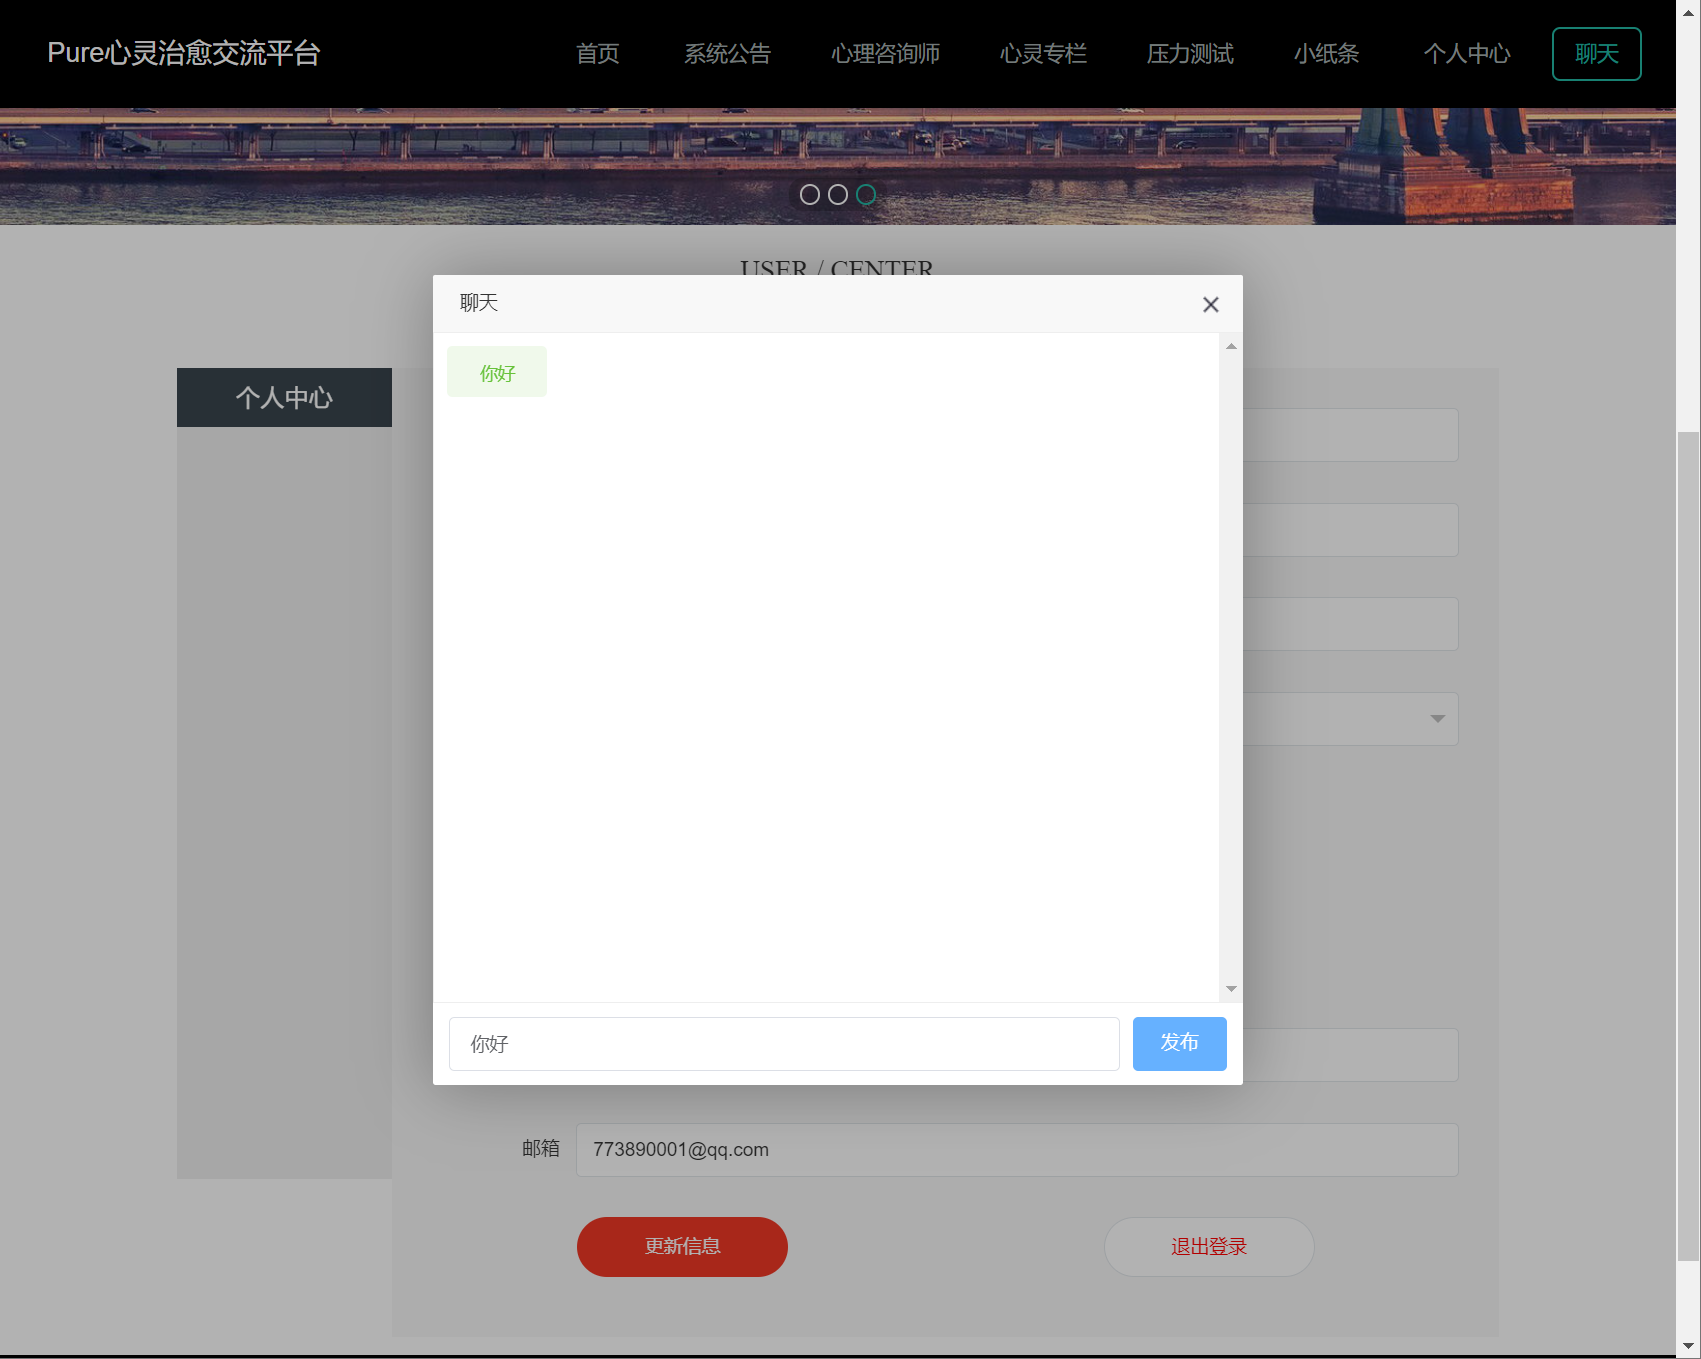 Pure心灵治愈交流平台
首页 系统公告 心理咨询师 心灵专栏 压力测试 小纸条 个人中心 聊天
USER / CENTER
聊天
你好
个人中心
你好 发布
邮箱 773890001@qq.com
更新信息 退出登录